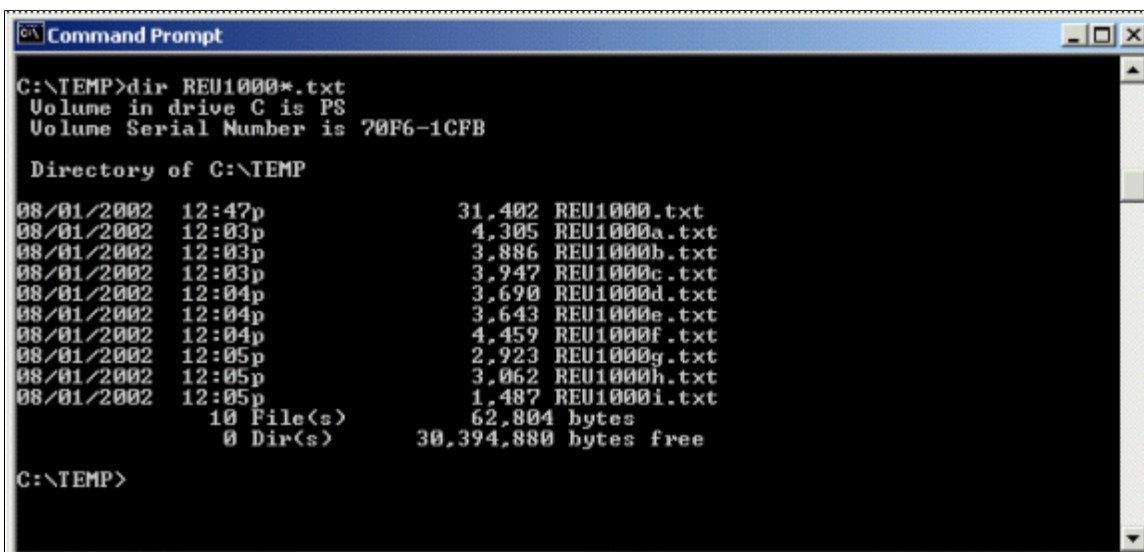 Command Prompt
C:\TEMP>dir REU1000*.txt
Volume in drive C is PS
Volume Serial Number is 70F6-1CFB
Directory of C:\TEMP
08/01/2002 12:47p 31,402 REU1000.txt
08/01/2002 12:03p 4,305 REU1000a.txt
08/01/2002 12:03p 3,886 REU1000b.txt
08/01/2002 12:03p 3,947 REU1000c.txt
08/01/2002 12:04p 3,690 REU1000d.txt
08/01/2002 12:04p 3,643 REU1000e.txt
08/01/2002 12:04p 4,459 REU1000f.txt
08/01/2002 12:05p 2,923 REU1000g.txt
08/01/2002 12:05p 3,062 REU1000h.txt
08/01/2002 12:05p 1,487 REU1000i.txt
10 File(s) 62,804 bytes
0 Dir(s) 30,394,880 bytes free
C:\TEMP>